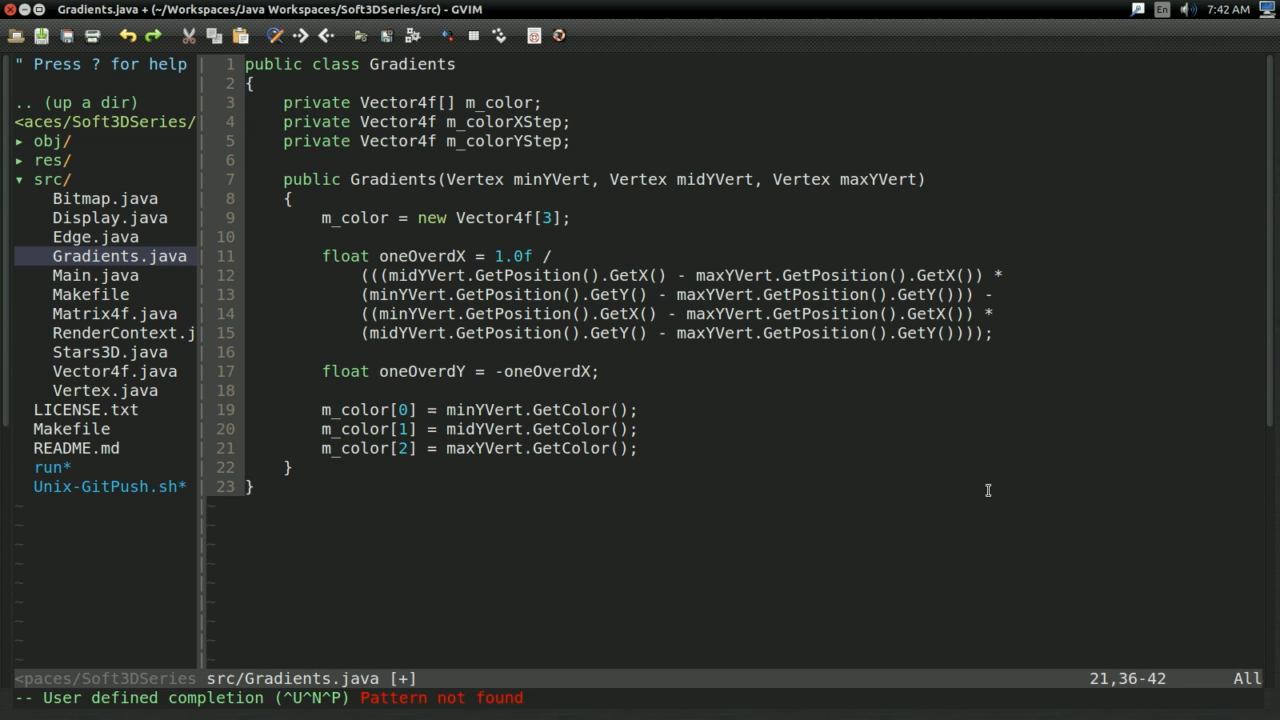 Gradients.java + (~/Workspaces/Java Workspaces/Soft3DSeries/src) - GVIM
En
7:42 AM
" Press ? for help
.. (up a dir)
<aces/Soft3DSeries/
▸ obj/
▸ res/
▾ src/
Bitmap.java
Display.java
Edge.java
Gradients.java
Main.java
Makefile
Matrix4f.java
RenderContext.j
Stars3D.java
Vector4f.java
Vertex.java
LICENSE.txt
Makefile
README.md
run*
Unix-GitPush.sh*
1 public class Gradients
2 {
3 private Vector4f[] m_color;
4 private Vector4f m_colorXStep;
5 private Vector4f m_colorYStep;
6
7 public Gradients(Vertex minYVert, Vertex midYVert, Vertex maxYVert)
8 {
9 m_color = new Vector4f[3];
10
11 float oneOverdX = 1.0f /
12 (((midYVert.GetPosition().GetX() - maxYVert.GetPosition().GetX()) *
13 (minYVert.GetPosition().GetY() - maxYVert.GetPosition().GetY())) -
14 ((minYVert.GetPosition().GetX() - maxYVert.GetPosition().GetX()) *
15 (midYVert.GetPosition().GetY() - maxYVert.GetPosition().GetY())));
16
17 float oneOverdY = -oneOverdX;
18
19 m_color[0] = minYVert.GetColor();
20 m_color[1] = midYVert.GetColor();
21 m_color[2] = maxYVert.GetColor();
22 }
23 }
<paces/Soft3DSeries src/Gradients.java [+] 21,36-42 All
-- User defined completion (^U^N^P) Pattern not found